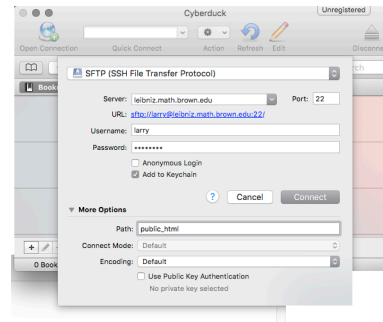 Cyberduck
Unregistered
Open Connection Quick Connect Action Refresh Edit Disconne
rch
Book
SFTP (SSH File Transfer Protocol)
Server: leibniz.math.brown.edu Port: 22
URL: sftp://larry@leibniz.math.brown.edu:22/
Username: larry
Password: ••••••••
Anonymous Login
Add to Keychain
? Cancel Connect
More Options
Path: public_html
Connect Mode: Default
Encoding: Default
Use Public Key Authentication
No private key selected
0 Book